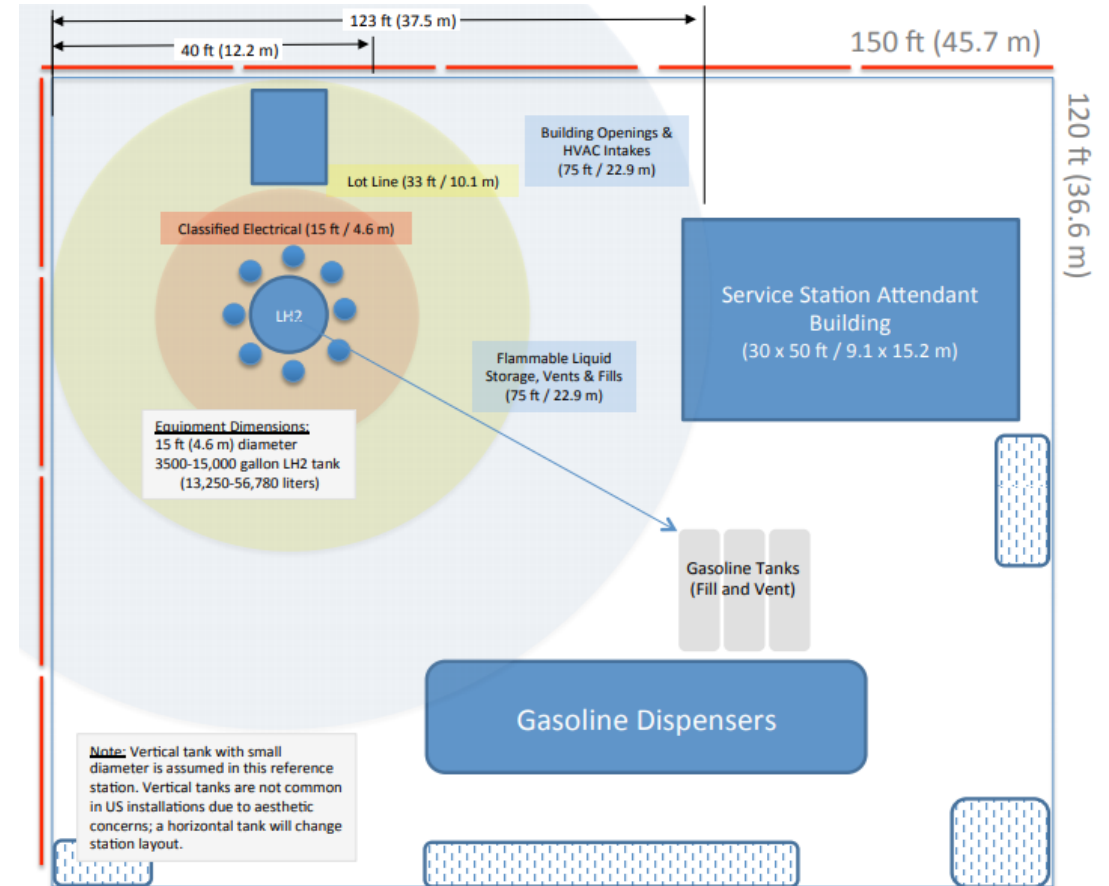 123 ft (37.5 m)
40 ft (12.2 m)
150 ft (45.7 m)
120 ft (36.6 m)
Building Openings &
HVAC Intakes
(75 ft / 22.9 m)
Lot Line (33 ft / 10.1 m)
Classified Electrical (15 ft / 4.6 m)
LH2
Service Station Attendant
Building
(30 x 50 ft / 9.1 x 15.2 m)
Flammable Liquid
Storage, Vents & Fills
(75 ft / 22.9 m)
Equipment Dimensions:
15 ft (4.6 m) diameter
3500-15,000 gallon LH2 tank
(13,250-56,780 liters)
Gasoline Tanks
(Fill and Vent)
Gasoline Dispensers
Note: Vertical tank with small
diameter is assumed in this reference
station. Vertical tanks are not common
in US installations due to aesthetic
concerns; a horizontal tank will change
station layout.